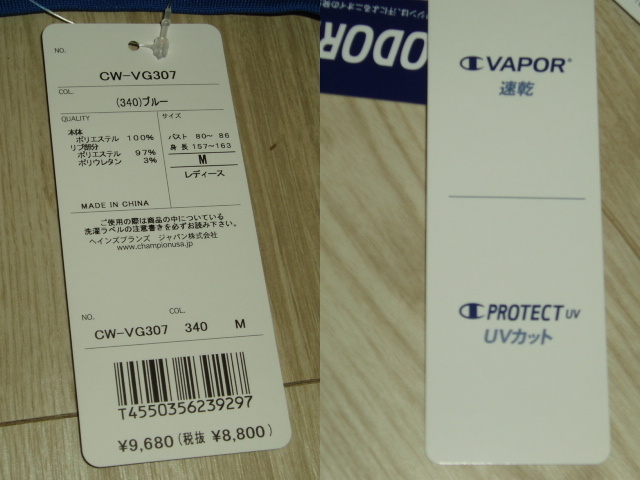 NO.
CW-VG307
COL.
(340)ブルー
QUALITY
サイズ
本体
ポリエステル 100%
リブ部分
ポリエステル 97%
ポリウレタン 3%
バスト 80~ 86
身 長 157~163
M
レディース
MADE IN CHINA
ご使用の際は商品の中についている
洗濯ラベルの注意書きを必ずお読み下さい。
ヘインズブランズ ジャパン株式会社
www.championusa.jp
NO.
COL.
CW-VG307 340 M
T4550356239297
¥9,680(税抜 ¥8,800)
ODOR
VAPOR®
速乾
PROTECT UV
UVカット